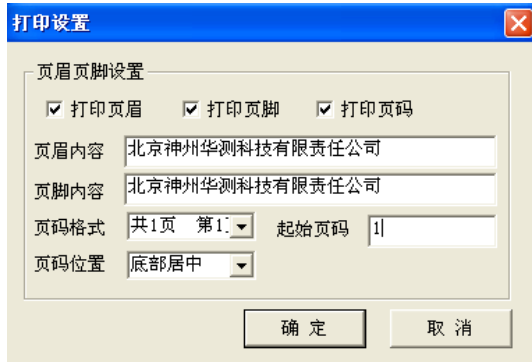 打印设置
页眉页脚设置
打印页眉 打印页脚 打印页码
页眉内容 北京神州华测科技有限责任公司
页脚内容 北京神州华测科技有限责任公司
页码格式 共1页 第1 起始页码 1
页码位置 底部居中
确定 取消